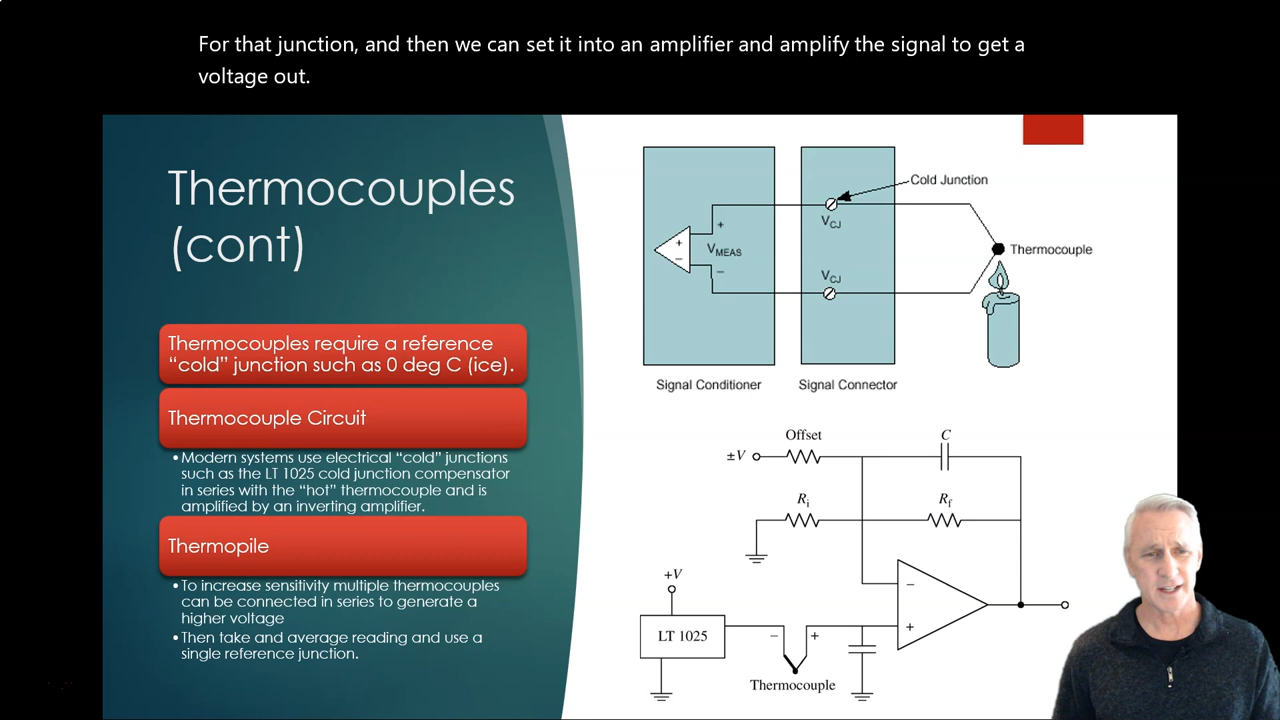 For that junction, and then we can set it into an amplifier and amplify the signal to get a
voltage out.
Thermocouples
(cont)
Thermocouples require a reference
“cold” junction such as 0 deg C (ice).
Thermocouple Circuit
•Modern systems use electrical “cold” junctions
such as the LT 1025 cold junction compensator
in series with the “hot” thermocouple and is
amplified by an inverting amplifier.
Thermopile
•To increase sensitivity multiple thermocouples
can be connected in series to generate a
higher voltage
•Then take and average reading and use a
single reference junction.
Cold Junction
VCJ
+
+
VMEAS
−
−
Thermocouple
VCJ
Signal Conditioner
Signal Connector
Offset
C
±V
Ri
Rf
+V
−
LT 1025
−
+
+
Thermocouple